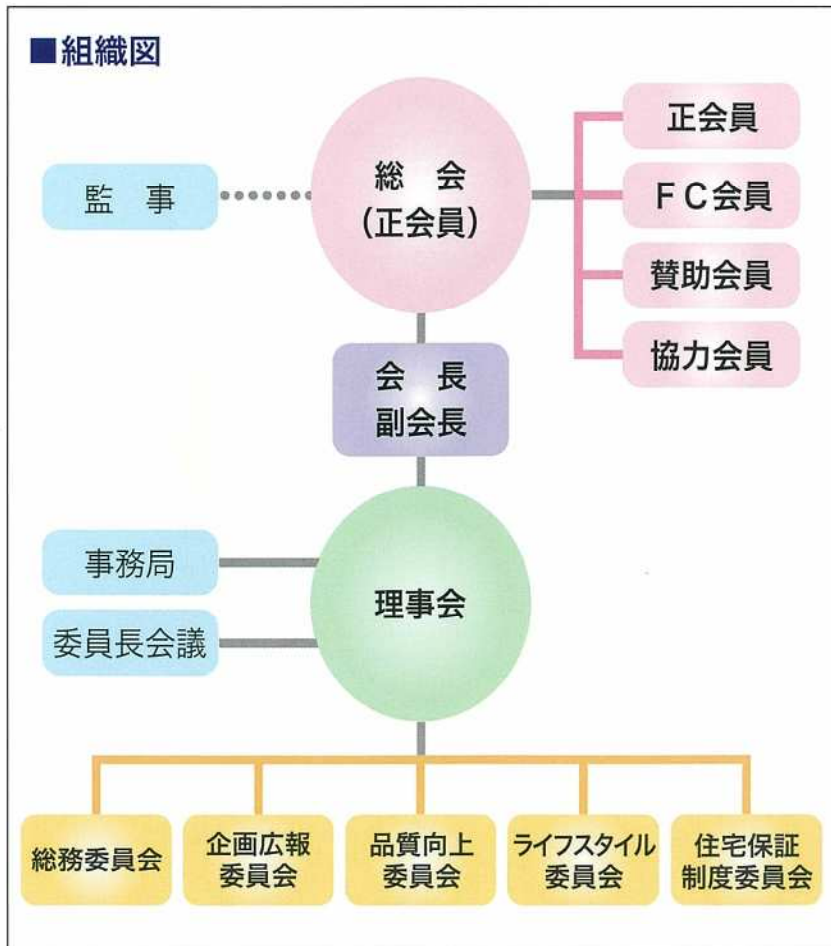 ■組織図
監　事
総　会
（正会員）
正会員
ＦＣ会員
賛助会員
協力会員
会　長
副会長
事務局
委員長会議
理事会
総務委員会
企画広報
委員会
品質向上
委員会
ライフスタイル
委員会
住宅保証
制度委員会